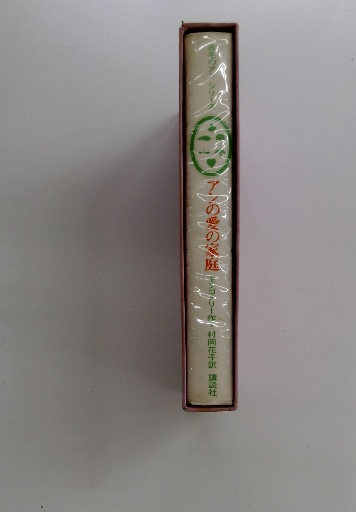 アンの愛の家庭
モンゴメリー作 村岡花子訳 講談社